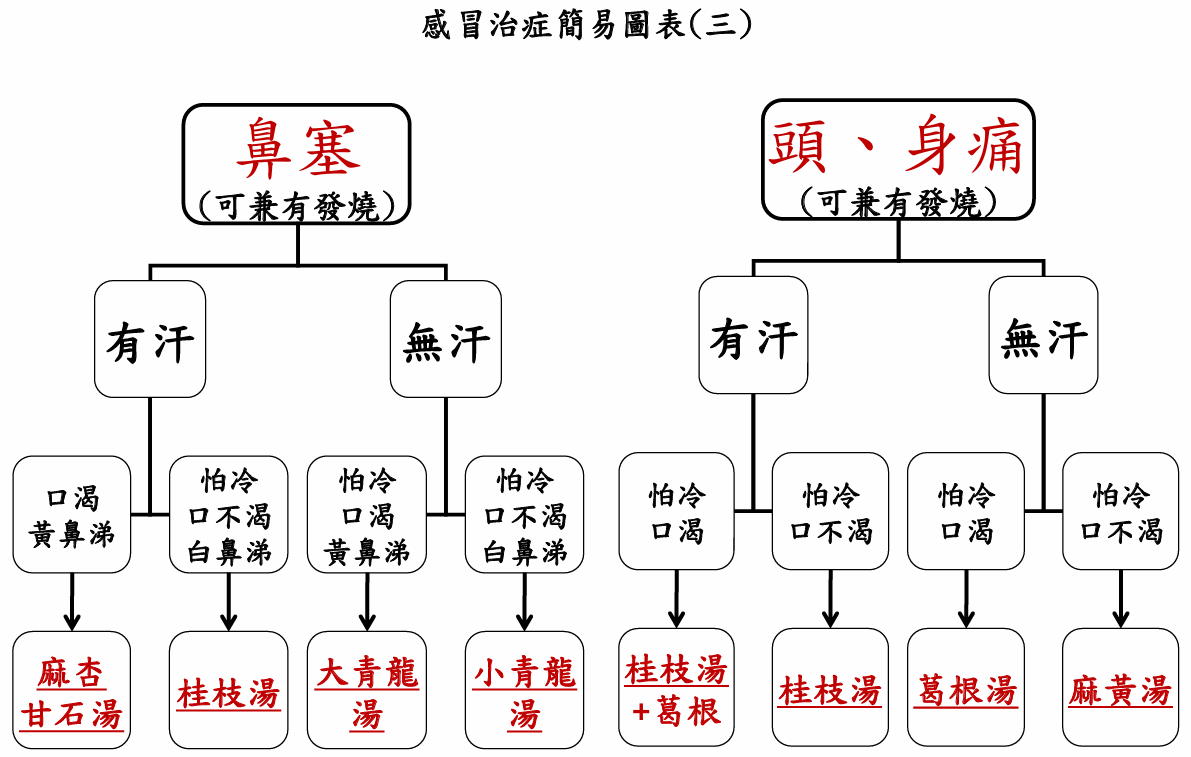 感冒治症簡易圖表(三)
鼻塞
(可兼有發燒)
頭、身痛
(可兼有發燒)
有汗
無汗
有汗
無汗
口渴
黃鼻涕
怕冷
口不渴
白鼻涕
怕冷
口渴
黃鼻涕
怕冷
口不渴
白鼻涕
怕冷
口渴
怕冷
口不渴
怕冷
口渴
怕冷
口不渴
麻杏
甘石湯
桂枝湯
大青龍
湯
小青龍
湯
桂枝湯
+葛根
桂枝湯
葛根湯
麻黃湯